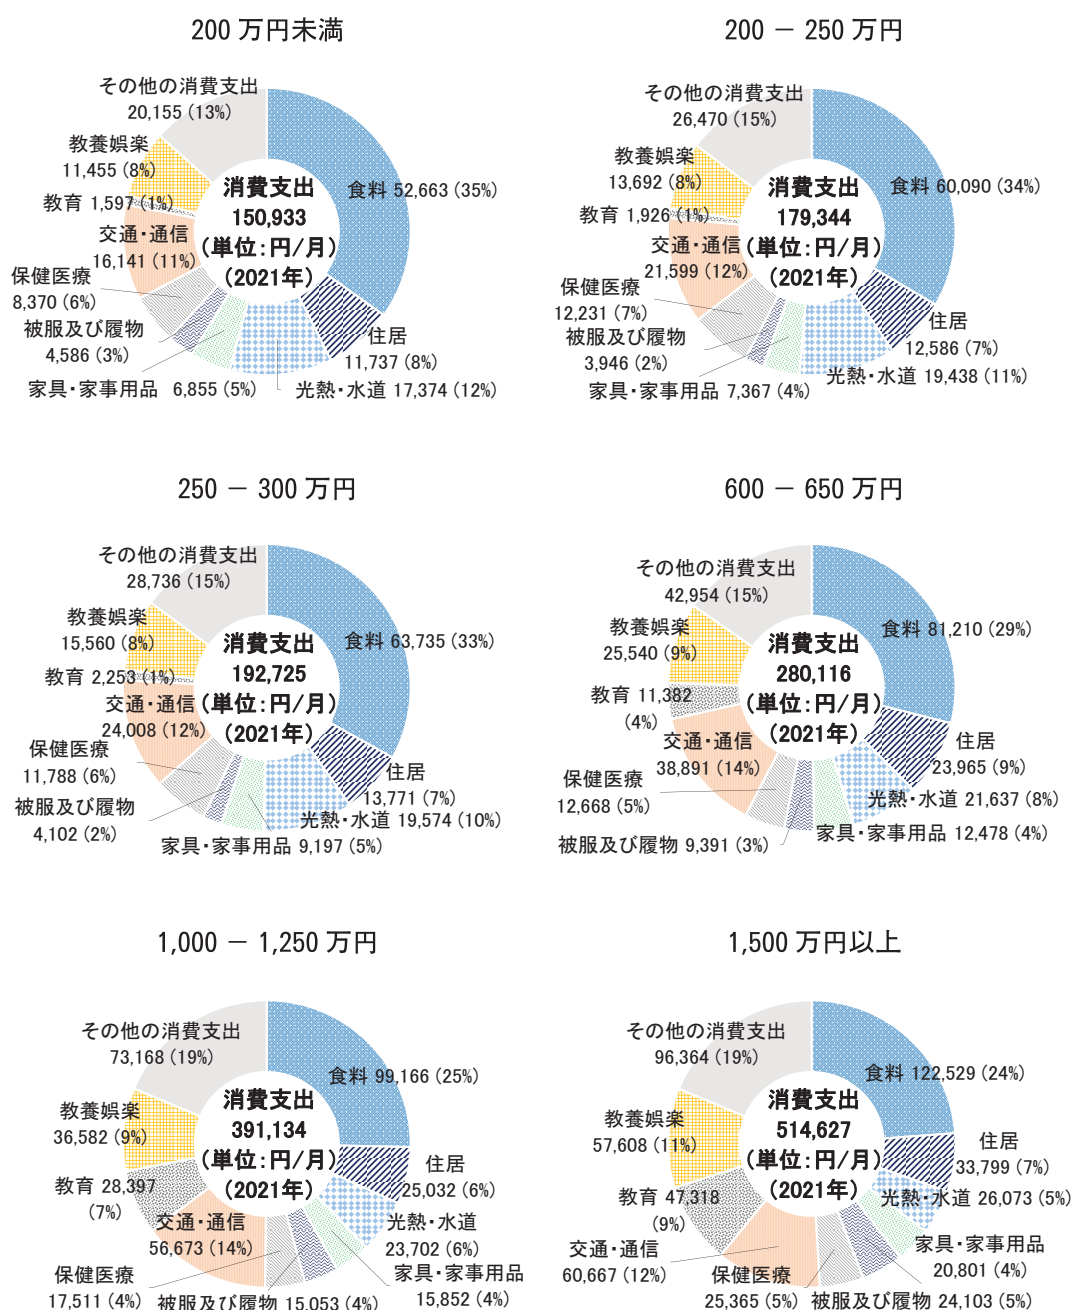 200 万円未満
その他の消費支出
20,155 (13%)
教養娯楽
11,455 (8%)
教育 1,597 (1%)
交通・通信
16,141 (11%)
保健医療
8,370 (6%)
被服及び履物
4,586 (3%)
家具・家事用品 6,855 (5%)
光熱・水道 17,374 (12%)
住居
11,737 (8%)
食料 52,663 (35%)
消費支出
150,933
(単位:円/月)
(2021年)
200 － 250 万円
その他の消費支出
26,470 (15%)
教養娯楽
13,692 (8%)
教育 1,926 (1%)
交通・通信
21,599 (12%)
保健医療
12,231 (7%)
被服及び履物
3,946 (2%)
家具・家事用品 7,367 (4%)
光熱・水道 19,438 (11%)
住居
12,586 (7%)
食料 60,090 (34%)
消費支出
179,344
(単位:円/月)
(2021年)
250 － 300 万円
その他の消費支出
28,736 (15%)
教養娯楽
15,560 (8%)
教育 2,253 (1%)
交通・通信
24,008 (12%)
保健医療
11,788 (6%)
被服及び履物
4,102 (2%)
家具・家事用品 9,197 (5%)
光熱・水道 19,574 (10%)
住居
13,771 (7%)
食料 63,735 (33%)
消費支出
192,725
(単位:円/月)
(2021年)
600 － 650 万円
その他の消費支出
42,954 (15%)
教養娯楽
25,540 (9%)
教育 11,382
(4%)
交通・通信
38,891 (14%)
保健医療
12,668 (5%)
被服及び履物 9,391 (3%)
家具・家事用品 12,478 (4%)
光熱・水道 21,637 (8%)
住居
23,965 (9%)
食料 81,210 (29%)
消費支出
280,116
(単位:円/月)
(2021年)
1,000 － 1,250 万円
その他の消費支出
73,168 (19%)
教養娯楽
36,582 (9%)
教育 28,397
(7%)
交通・通信
56,673 (14%)
保健医療
17,511 (4%)
被服及び履物 15,053 (4%)
家具・家事用品
15,852 (4%)
光熱・水道
23,702 (6%)
住居
25,032 (6%)
食料 99,166 (25%)
消費支出
391,134
(単位:円/月)
(2021年)
1,500 万円以上
その他の消費支出
96,364 (19%)
教養娯楽
57,608 (11%)
教育 47,318
(9%)
交通・通信
60,667 (12%)
保健医療
25,365 (5%)
被服及び履物 24,103 (5%)
家具・家事用品
20,801 (4%)
光熱・水道 26,073 (5%)
住居
33,799 (7%)
食料 122,529 (24%)
消費支出
514,627
(単位:円/月)
(2021年)